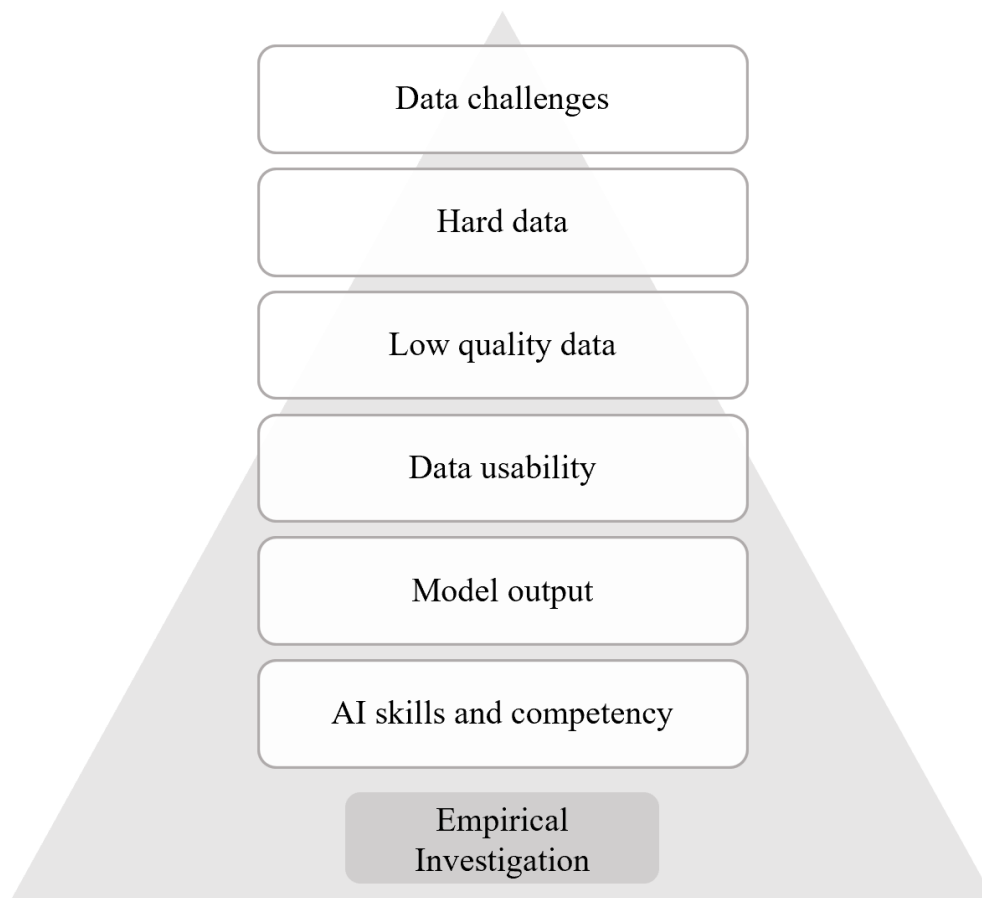 Data challenges
Hard data
Low quality data
Data usability
Model output
AI skills and competency
Empirical
Investigation